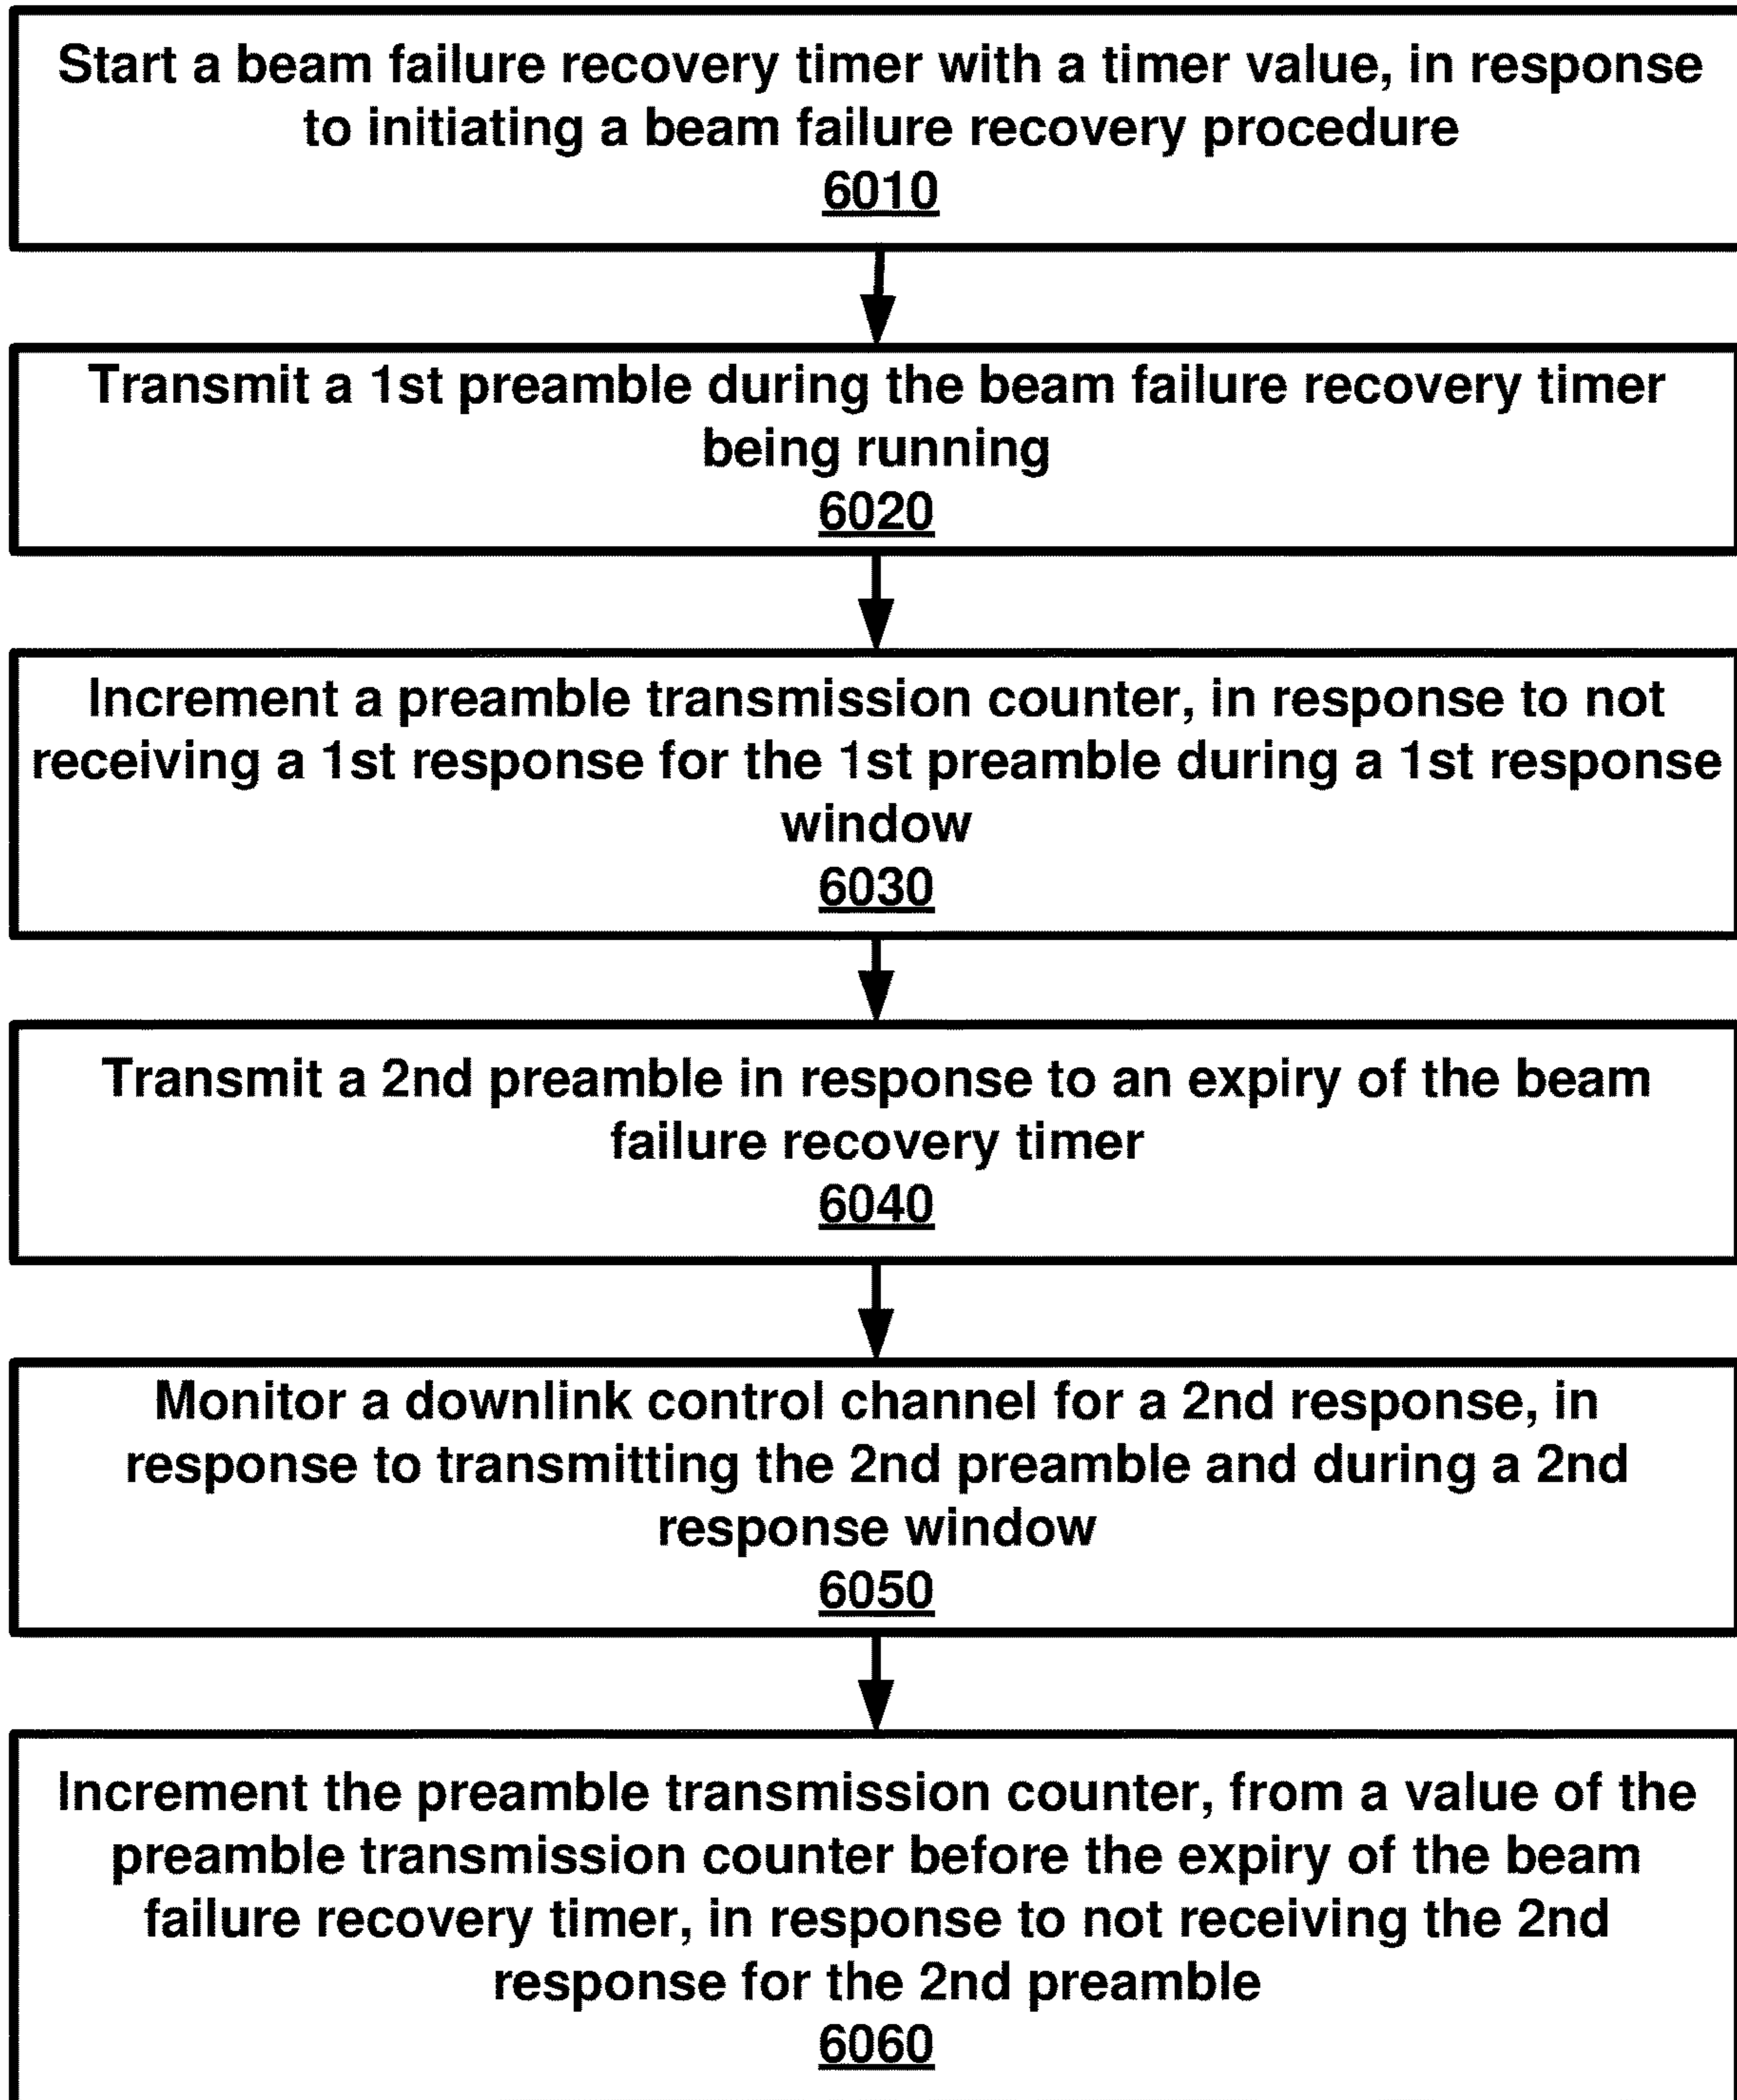 Start a beam failure recovery timer with a timer value, in response
to initiating a beam failure recovery procedure
6010
Transmit a 1st preamble during the beam failure recovery timer
being running
6020
Increment a preamble transmission counter, in response to not
receiving a 1st response for the 1st preamble during a 1st response
window
6030
Transmit a 2nd preamble in response to an expiry of the beam
failure recovery timer
6040
Monitor a downlink control channel for a 2nd response, in
response to transmitting the 2nd preamble and during a 2nd
response window
6050
Increment the preamble transmission counter, from a value of the
preamble transmission counter before the expiry of the beam
failure recovery timer, in response to not receiving the 2nd
response for the 2nd preamble
6060